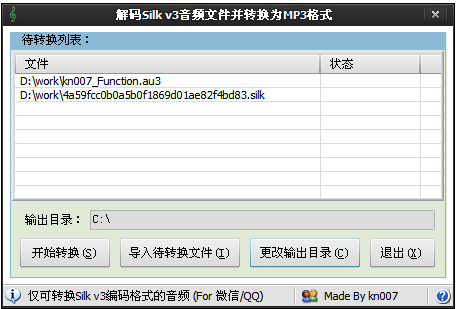 解码Silk v3音频文件并转换为MP3格式
待转换列表：
文件 状态
D:\work\kn007_Function.au3
D:\work\4a59fcc0b0a5b0f1869d01ae82f4bd83.silk
输出目录： C:\
开始转换(S) 导入待转换文件(I) 更改输出目录(C) 退出(X)
仅可转换Silk v3编码格式的音频 (For 微信/QQ) Made By kn007